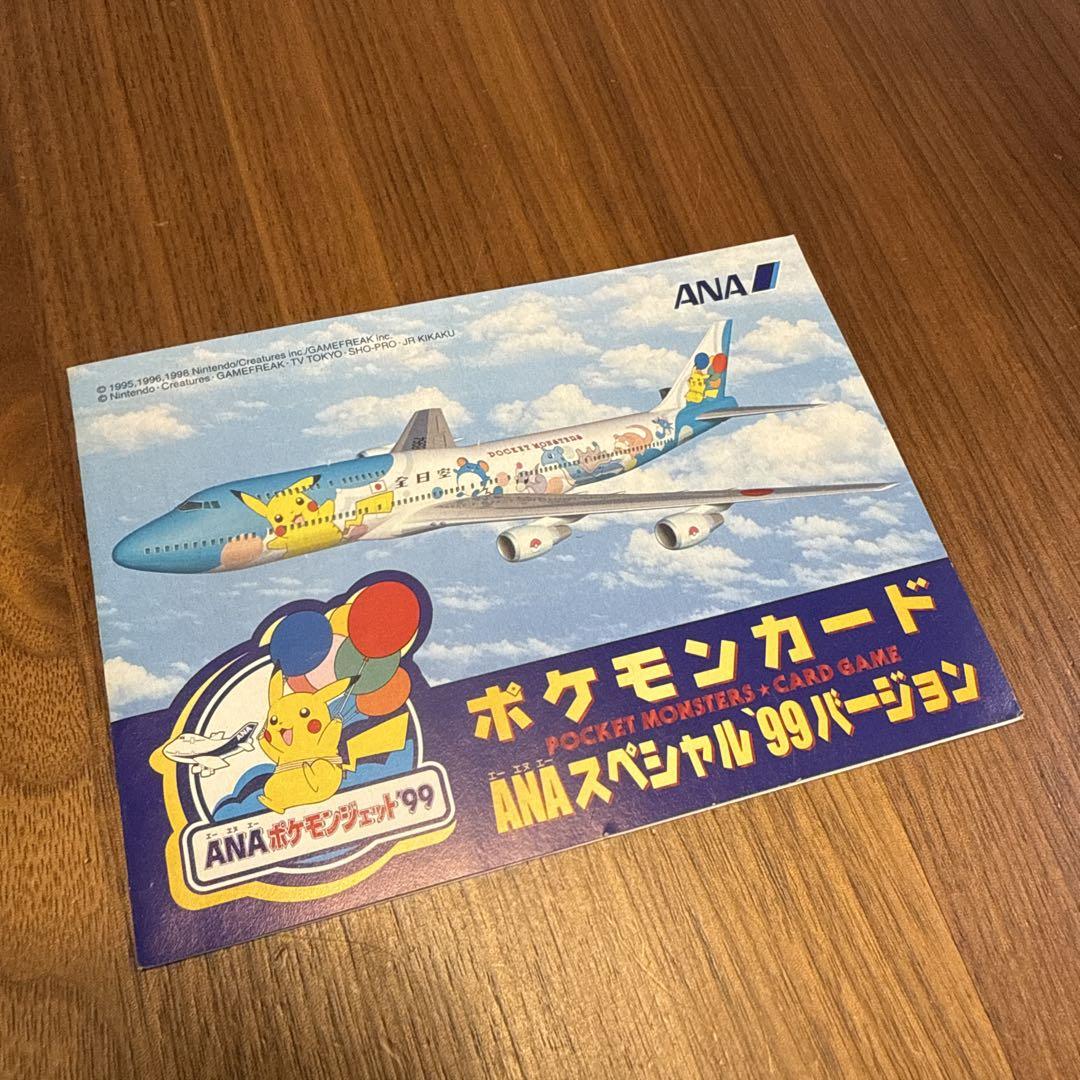 ANA
© 1995,1996,1998 Nintendo/Creatures inc./GAMEFREAK inc.
© Nintendo・Creatures・GAMEFREAK・TV TOKYO・SHO-PRO・JR KIKAKU
POCKET MONSTERS
全日空
ポケモンカード
POCKET MONSTERS★CARD GAME
エー エヌ エー
ANAスペシャル'99バージョン
ANA
エー エヌ エー
ANAポケモンジェット'99